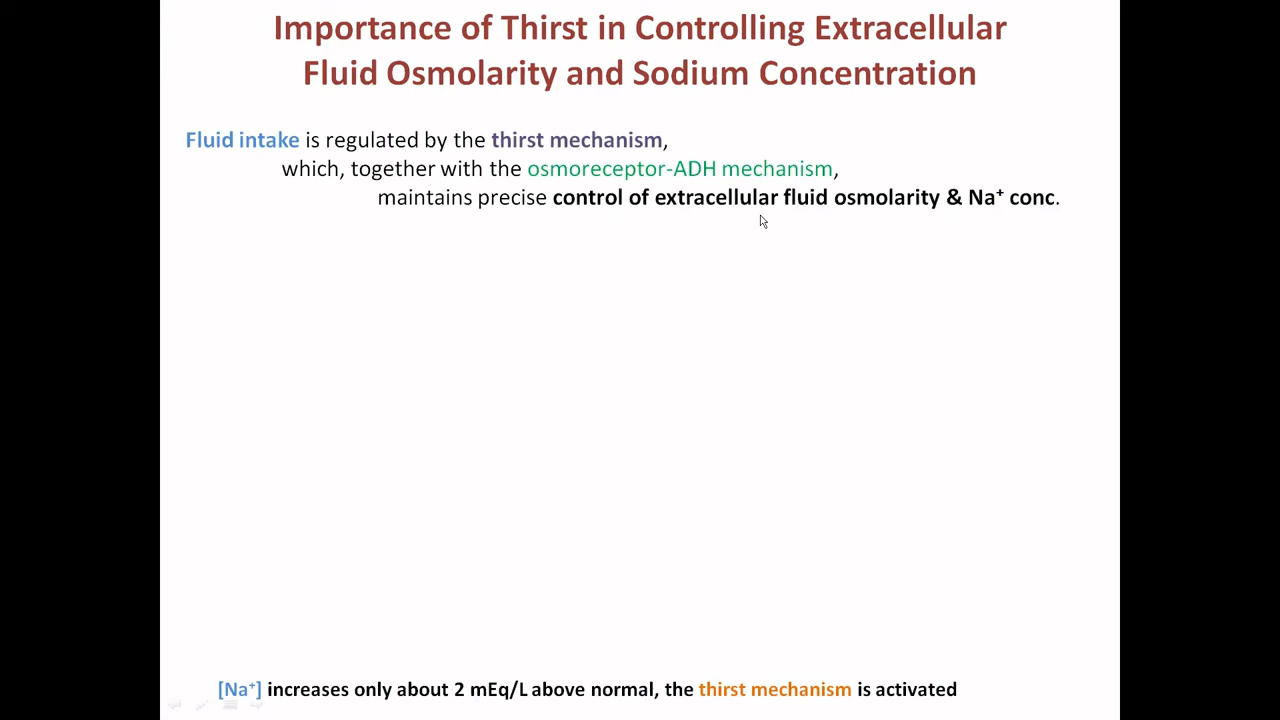 Importance of Thirst in Controlling Extracellular
Fluid Osmolarity and Sodium Concentration
Fluid intake is regulated by the thirst mechanism,
which, together with the osmoreceptor-ADH mechanism,
maintains precise control of extracellular fluid osmolarity & Na⁺ conc.
[Na⁺] increases only about 2 mEq/L above normal, the thirst mechanism is activated